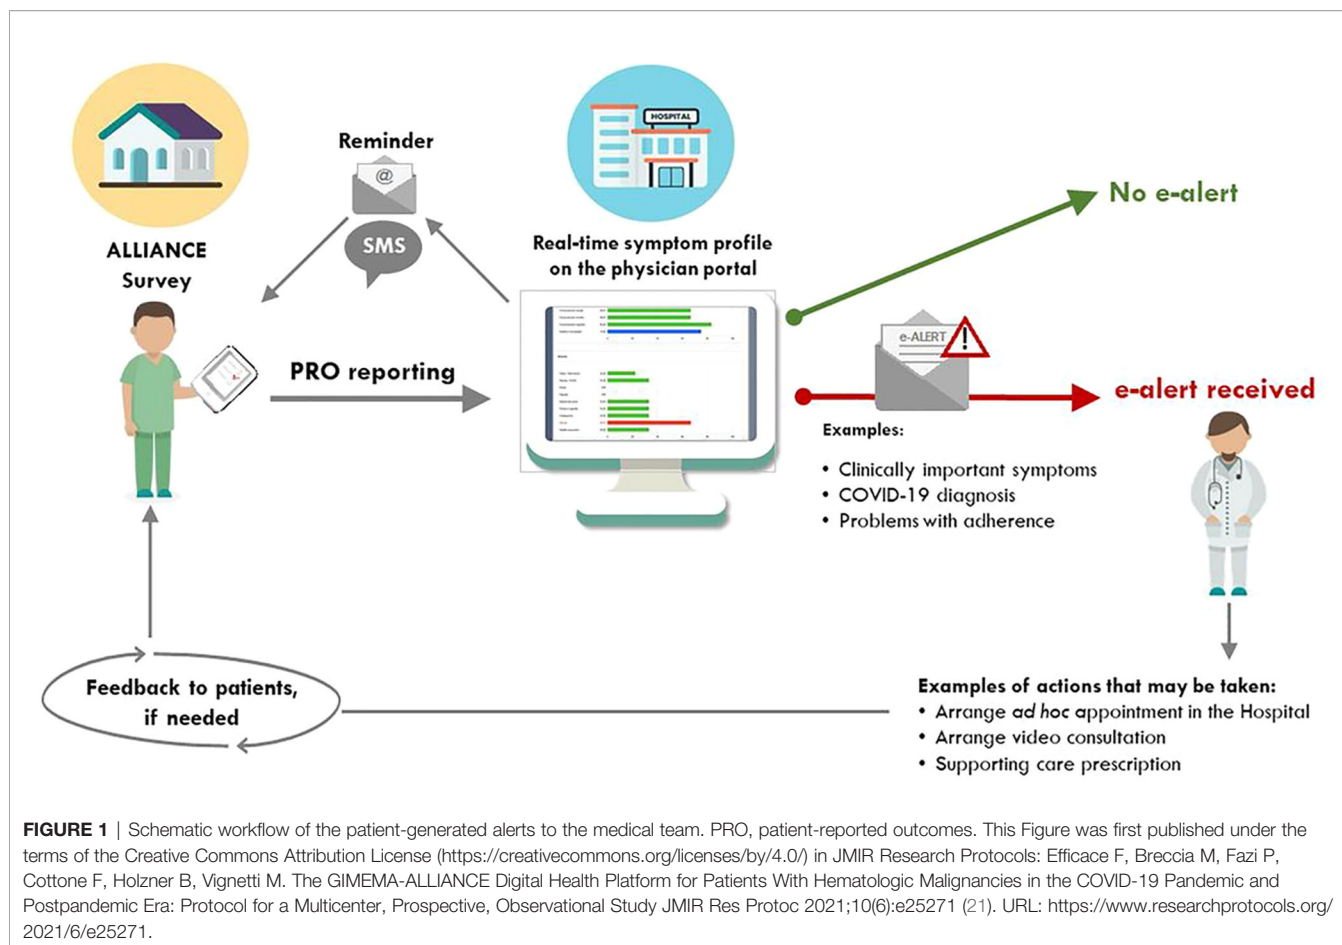 HOSPITAL
Reminder
@
SMS
ALLIANCE
Survey
Real-time symptom profile
on the physician portal
No e-alert
PRO reporting
e-ALERT
!
e-alert received
Examples:
• Clinically important symptoms
• COVID-19 diagnosis
• Problems with adherence
Feedback to patients,
if needed
Examples of actions that may be taken:
• Arrange ad hoc appointment in the Hospital
• Arrange video consultation
• Supporting care prescription
FIGURE 1 | Schematic workflow of the patient-generated alerts to the medical team. PRO, patient-reported outcomes. This Figure was first published under the
terms of the Creative Commons Attribution License (https://creativecommons.org/licenses/by/4.0/) in JMIR Research Protocols: Efficace F, Breccia M, Fazi P,
Cottone F, Holzner B, Vignetti M. The GIMEMA-ALLIANCE Digital Health Platform for Patients With Hematologic Malignancies in the COVID-19 Pandemic and
Postpandemic Era: Protocol for a Multicenter, Prospective, Observational Study JMIR Res Protoc 2021;10(6):e25271 (21). URL: https://www.researchprotocols.org/
2021/6/e25271.